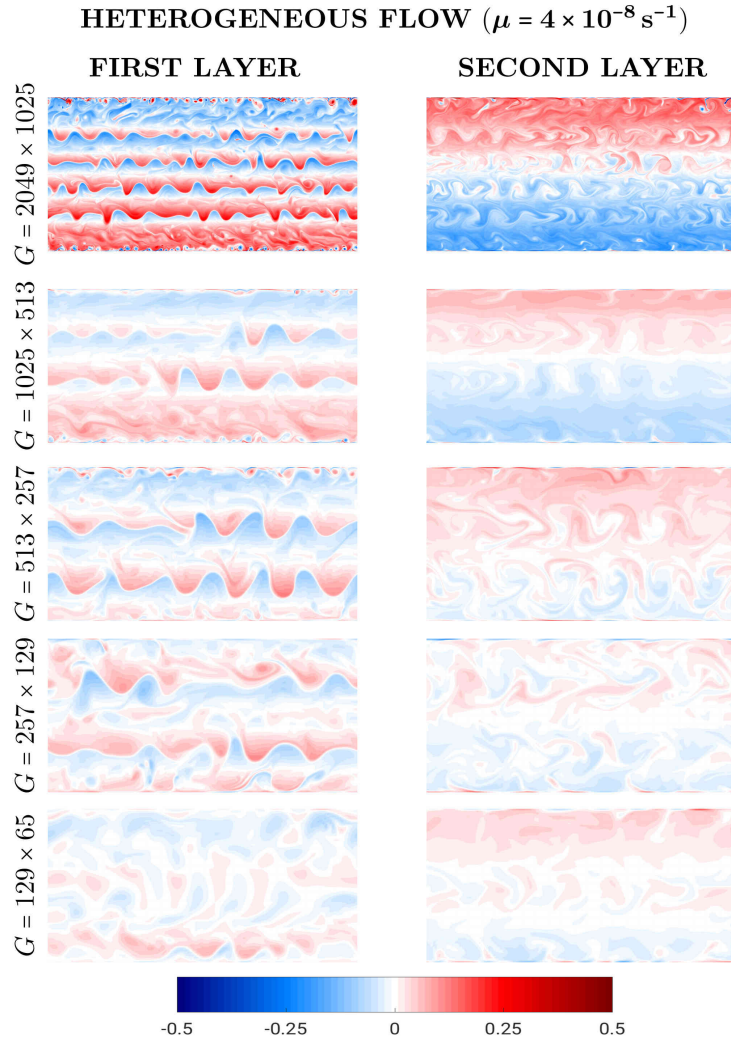 HETEROGENEOUS FLOW (μ = 4 × 10⁻⁸ s⁻¹)
FIRST LAYER SECOND LAYER
G = 2049 × 1025
G = 1025 × 513
G = 513 × 257
G = 257 × 129
G = 129 × 65
-0.5 -0.25 0 0.25 0.5